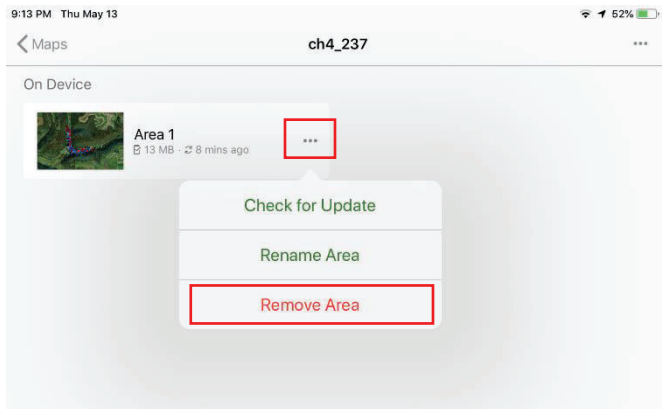 9:13 PM Thu May 13 52%
Maps ch4_237 ...
On Device
Area 1
13 MB · 8 mins ago
...
Check for Update
Rename Area
Remove Area